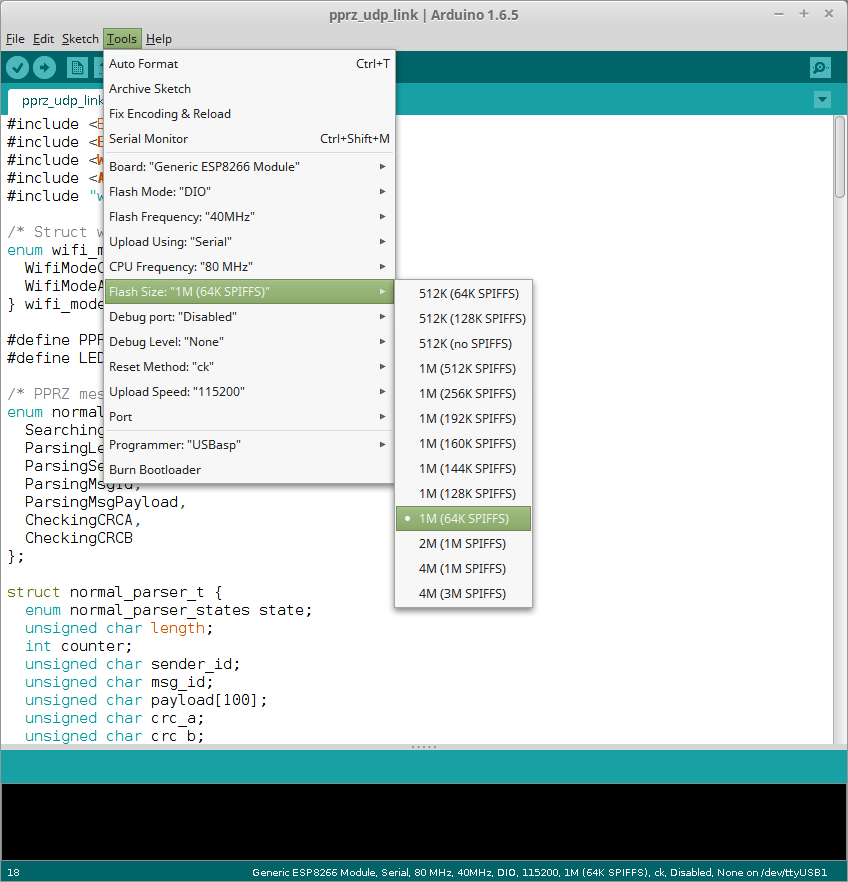 pprz_udp_link | Arduino 1.6.5
File Edit Sketch Tools Help
Auto Format Ctrl+T
Archive Sketch
Fix Encoding & Reload
Serial Monitor Ctrl+Shift+M
Board: "Generic ESP8266 Module"
Flash Mode: "DIO"
Flash Frequency: "40MHz"
Upload Using: "Serial"
CPU Frequency: "80 MHz"
Flash Size: "1M (64K SPIFFS)"
Debug port: "Disabled"
Debug Level: "None"
Reset Method: "ck"
Upload Speed: "115200"
Port
Programmer: "USBasp"
Burn Bootloader
512K (64K SPIFFS)
512K (128K SPIFFS)
512K (no SPIFFS)
1M (512K SPIFFS)
1M (256K SPIFFS)
1M (192K SPIFFS)
1M (160K SPIFFS)
1M (144K SPIFFS)
1M (128K SPIFFS)
1M (64K SPIFFS)
2M (1M SPIFFS)
4M (1M SPIFFS)
4M (3M SPIFFS)
pprz_udp_link
#include <E
#include <E
#include <W
#include <A
#include "w
/* Struct w
enum wifi_m
WifiModeC
WifiModeA
} wifi_mode
#define PPR
#define LED
/* PPRZ mes
enum normal
Searching
ParsingLe
ParsingSe
ParsingMsgId,
ParsingMsgPayload,
CheckingCRCA,
CheckingCRCB
};
struct normal_parser_t {
enum normal_parser_states state;
unsigned char length;
int counter;
unsigned char sender_id;
unsigned char msg_id;
unsigned char payload[100];
unsigned char crc_a;
unsigned char crc_b;
18 Generic ESP8266 Module, Serial, 80 MHz, 40MHz, DIO, 115200, 1M (64K SPIFFS), ck, Disabled, None on /dev/ttyUSB1